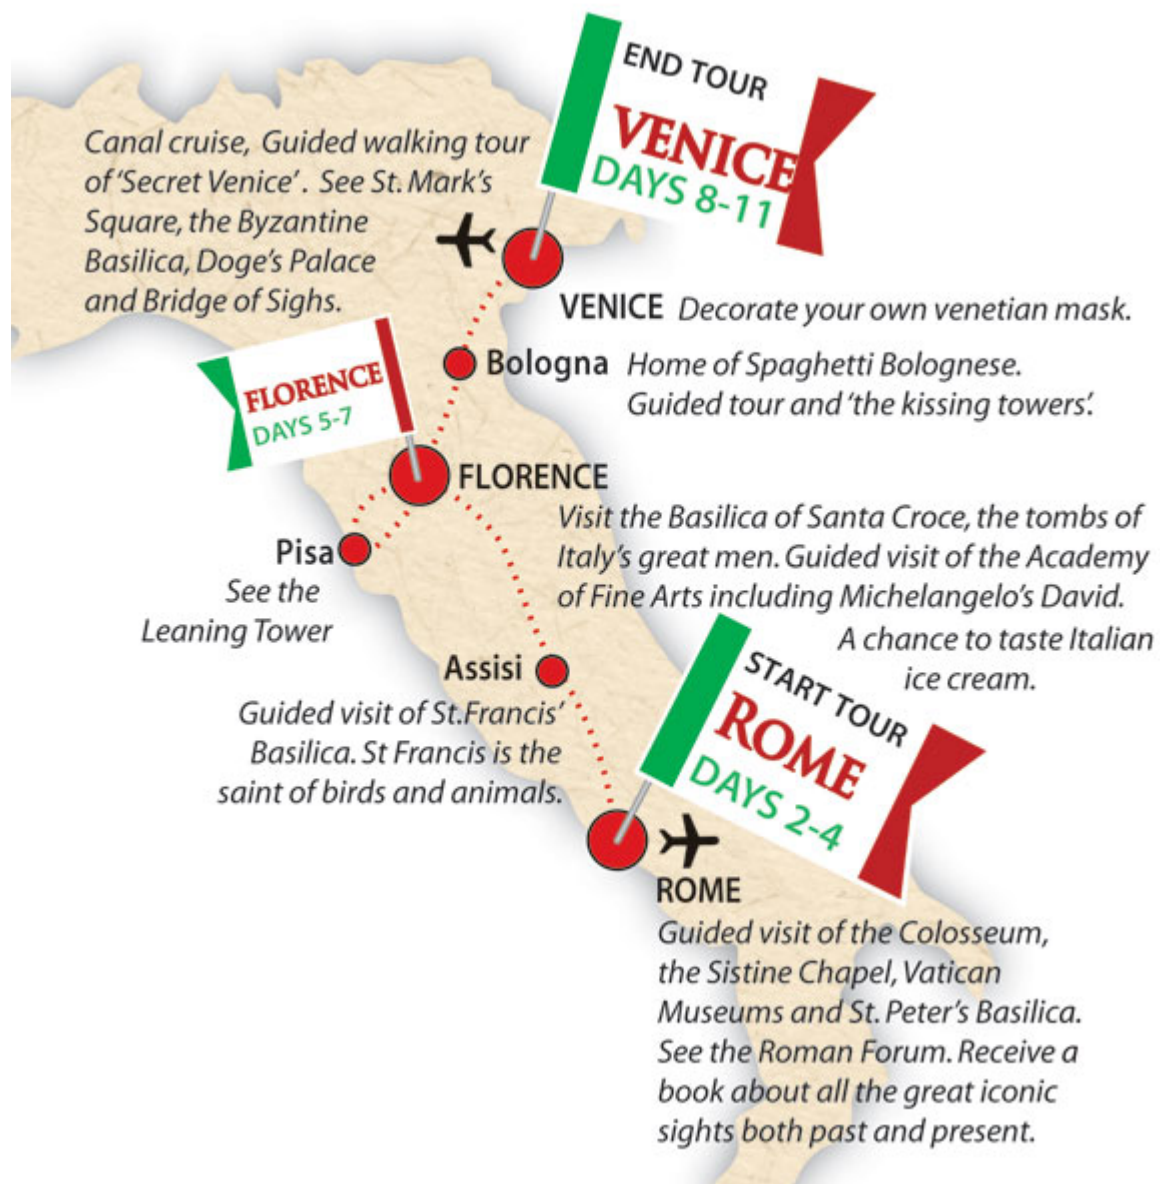 END TOUR
VENICE
DAYS 8-11
Canal cruise, Guided walking tour
of 'Secret Venice'. See St. Mark's
Square, the Byzantine
Basilica, Doge's Palace
and Bridge of Sighs.
VENICE Decorate your own venetian mask.
Bologna Home of Spaghetti Bolognese.
Guided tour and 'the kissing towers'.
FLORENCE
DAYS 5-7
FLORENCE
Visit the Basilica of Santa Croce, the tombs of
Italy's great men. Guided visit of the Academy
of Fine Arts including Michelangelo's David.
A chance to taste Italian
ice cream.
Pisa
See the
Leaning Tower
Assisi
Guided visit of St.Francis'
Basilica. St Francis is the
saint of birds and animals.
START TOUR
ROME
DAYS 2-4
ROME
Guided visit of the Colosseum,
the Sistine Chapel, Vatican
Museums and St. Peter's Basilica.
See the Roman Forum. Receive a
book about all the great iconic
sights both past and present.